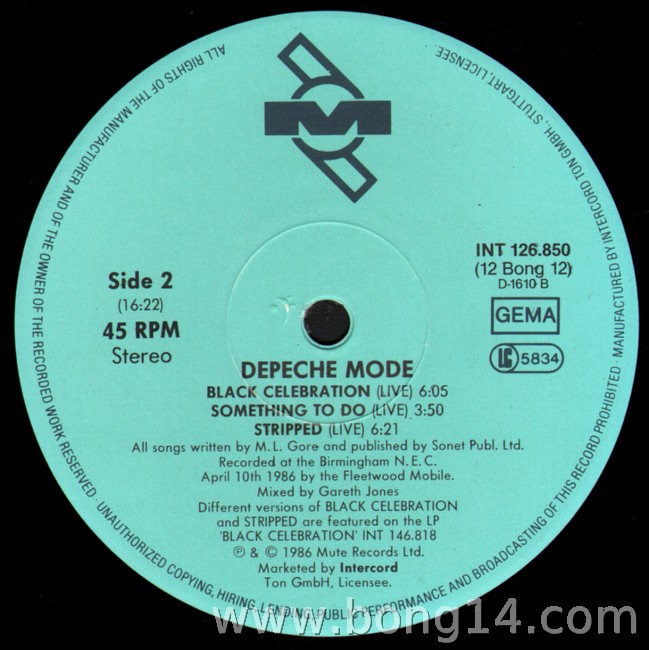 M
Side 2
(16:22)
45 RPM
Stereo
INT 126.850
(12 Bong 12)
D-1610 B
GEMA
LC 5834
DEPECHE MODE
BLACK CELEBRATION (LIVE) 6:05
SOMETHING TO DO (LIVE) 3:50
STRIPPED (LIVE) 6:21
All songs written by M. L. Gore and published by Sonet Publ. Ltd.
Recorded at the Birmingham N. E. C.
April 10th 1986 by the Fleetwood Mobile.
Mixed by Gareth Jones
Different versions of BLACK CELEBRATION
and STRIPPED are featured on the LP
'BLACK CELEBRATION' INT 146.818
℗ & © 1986 Mute Records Ltd.
Marketed by Intercord
Ton GmbH, Licensee.
ALL RIGHTS OF THE MANUFACTURER AND OF THE OWNER OF THE RECORDED WORK RESERVED · UNAUTHORIZED COPYING, HIRING, LENDING, PUBLIC PERFORMANCE AND BROADCASTING OF THIS RECORD PROHIBITED · MANUFACTURED BY INTERCORD TON GMBH., STUTTGART, LICENSEE.
www.bong14.com